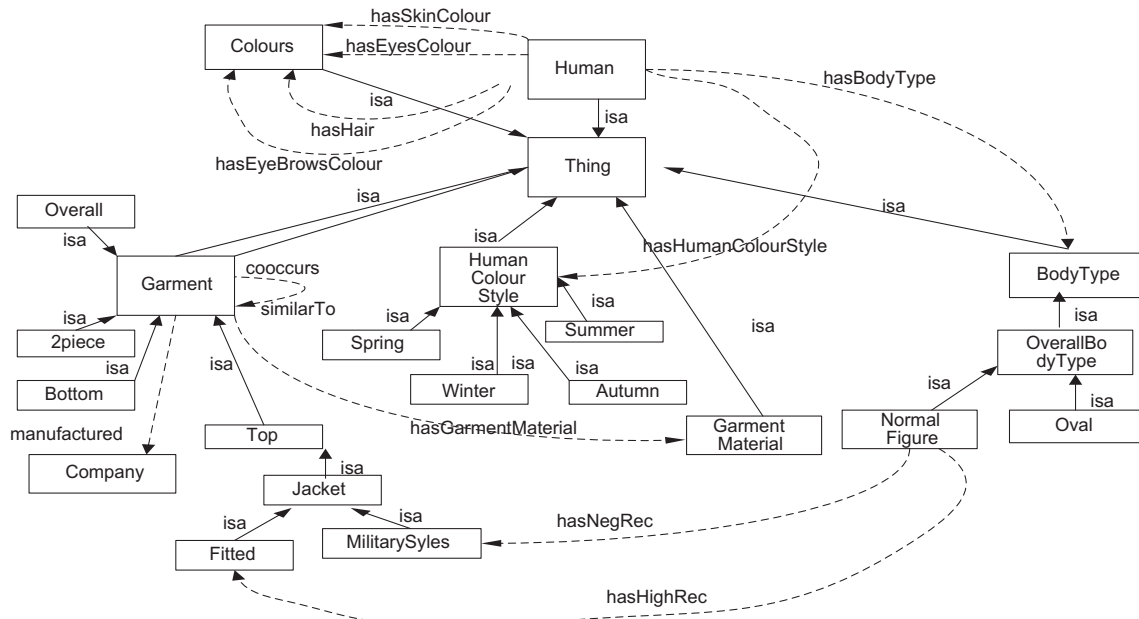 hasSkinColour
Colours
hasEyesColour
Human
hasBodyType
isa
isa
hasHair
hasEyeBrowsColour
Thing
isa
isa
Overall
isa
isa
hasHumanColourStyle
cooccurs
Human
Colour
Style
BodyType
Garment
similarTo
isa
isa
isa
isa
isa
2piece
Spring
Summer
OverallBo
dyType
isa
isa
isa
isa
isa
isa
Bottom
Winter
Autumn
isa
manufactured
Top
hasGarmentMaterial
Garment
Material
Normal
Figure
Oval
Company
isa
Jacket
isa
isa
hasNegRec
Fitted
MilitarySyles
hasHighRec